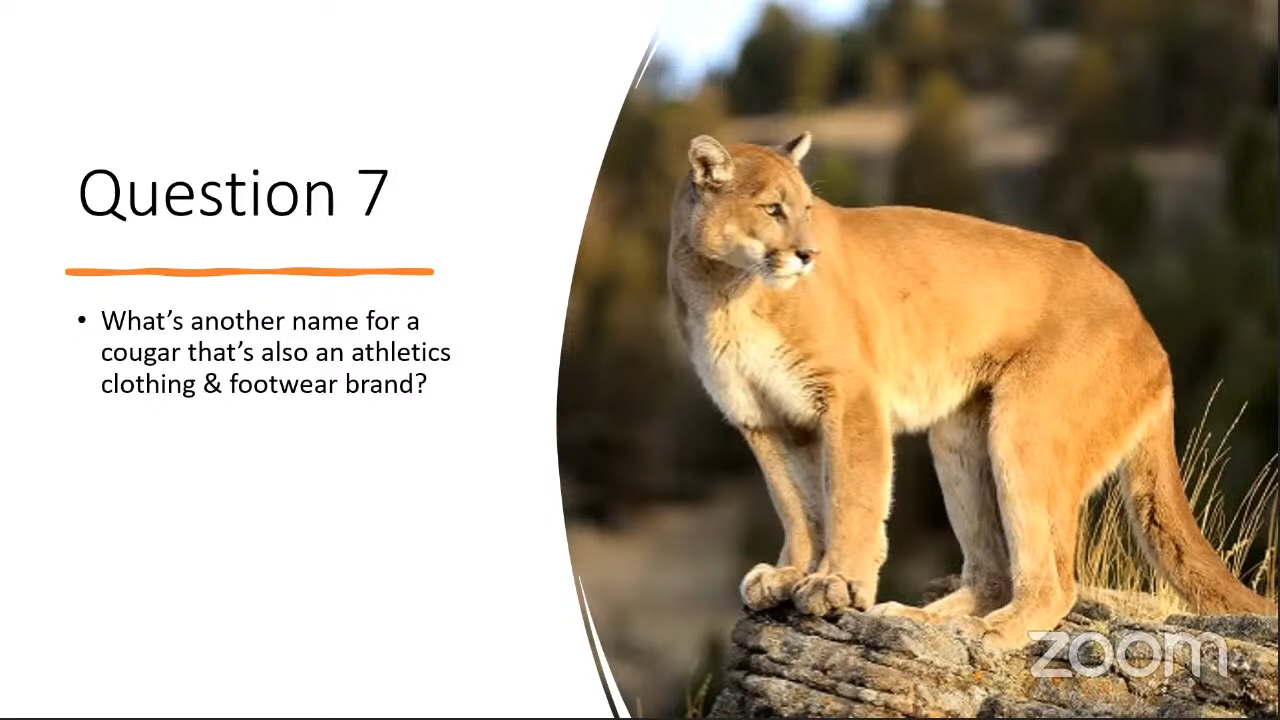 Question 7
• What’s another name for a
cougar that’s also an athletics
clothing & footwear brand?
zoom